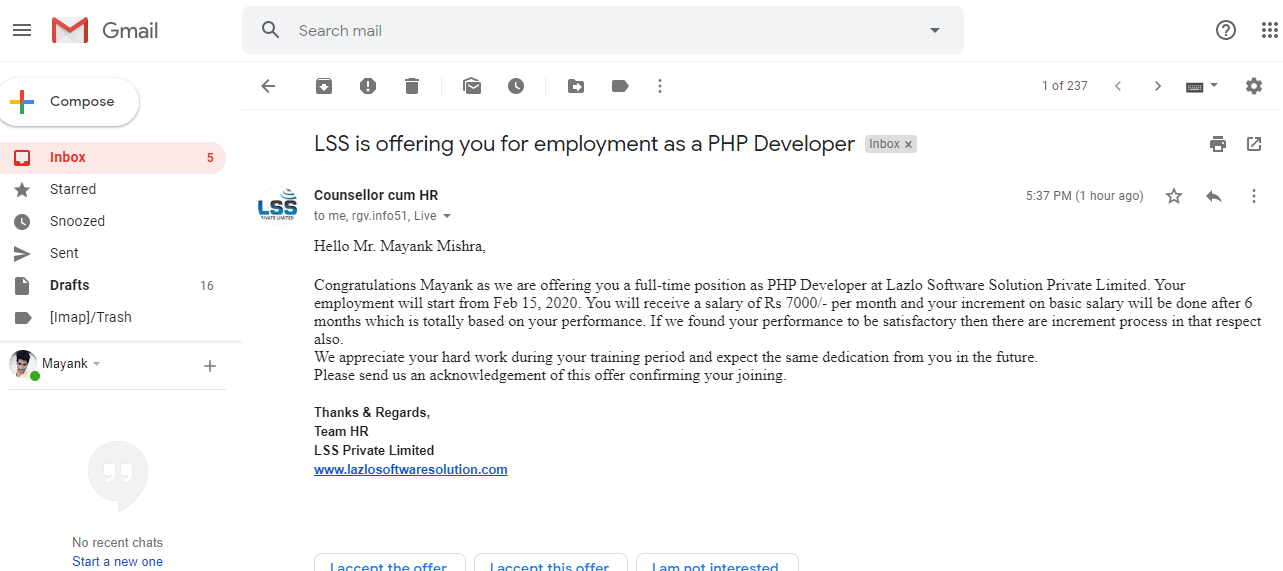 Gmail
Search mail
Compose
1 of 237
LSS is offering you for employment as a PHP Developer Inbox ×
Inbox 5
Starred
Snoozed
Sent
Drafts 16
[Imap]/Trash
Mayank
No recent chats
Start a new one
LSS
PRIVATE LIMITED
Counsellor cum HR 5:37 PM (1 hour ago)
to me, rgv.info51, Live
Hello Mr. Mayank Mishra,
Congratulations Mayank as we are offering you a full-time position as PHP Developer at Lazlo Software Solution Private Limited. Your
employment will start from Feb 15, 2020. You will receive a salary of Rs 7000/- per month and your increment on basic salary will be done after 6
months which is totally based on your performance. If we found your performance to be satisfactory then there are increment process in that respect
also.
We appreciate your hard work during your training period and expect the same dedication from you in the future.
Please send us an acknowledgement of this offer confirming your joining.
Thanks & Regards,
Team HR
LSS Private Limited
www.lazlosoftwaresolution.com
I accept the offer.
I accept this offer.
I am not interested.